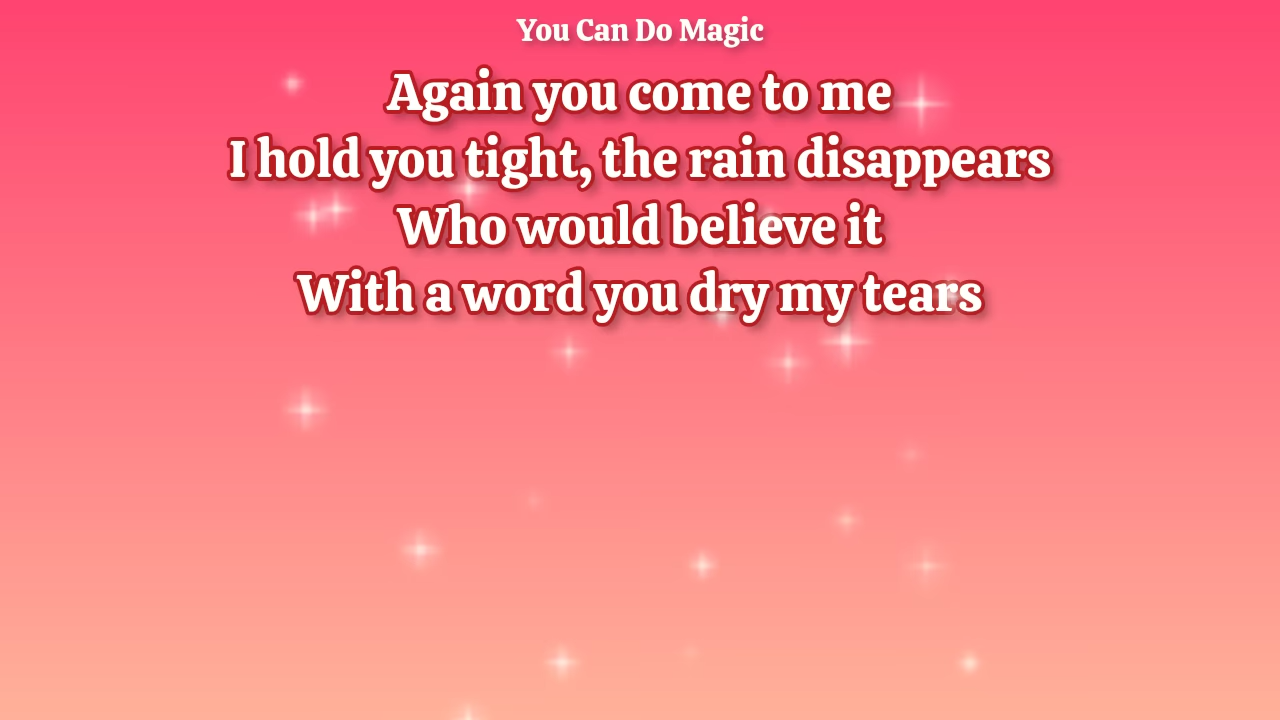 You Can Do Magic
Again you come to me
I hold you tight, the rain disappears
Who would believe it
With a word you dry my tears